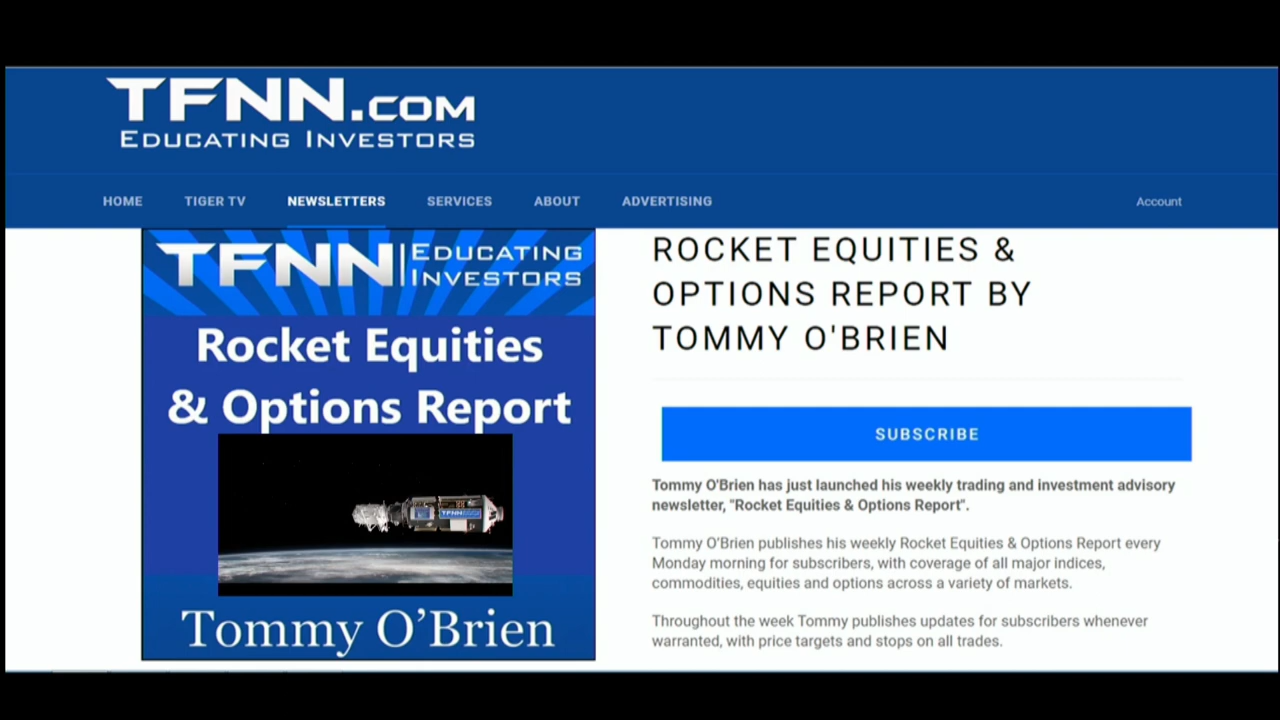 TFNN.COM
EDUCATING INVESTORS
HOME TIGER TV NEWSLETTERS SERVICES ABOUT ADVERTISING Account
TFNN EDUCATING
INVESTORS
Rocket Equities
& Options Report
TFNN
Tommy O’Brien
ROCKET EQUITIES &
OPTIONS REPORT BY
TOMMY O'BRIEN
SUBSCRIBE
Tommy O'Brien has just launched his weekly trading and investment advisory
newsletter, "Rocket Equities & Options Report".
Tommy O’Brien publishes his weekly Rocket Equities & Options Report every
Monday morning for subscribers, with coverage of all major indices,
commodities, equities and options across a variety of markets.
Throughout the week Tommy publishes updates for subscribers whenever
warranted, with price targets and stops on all trades.